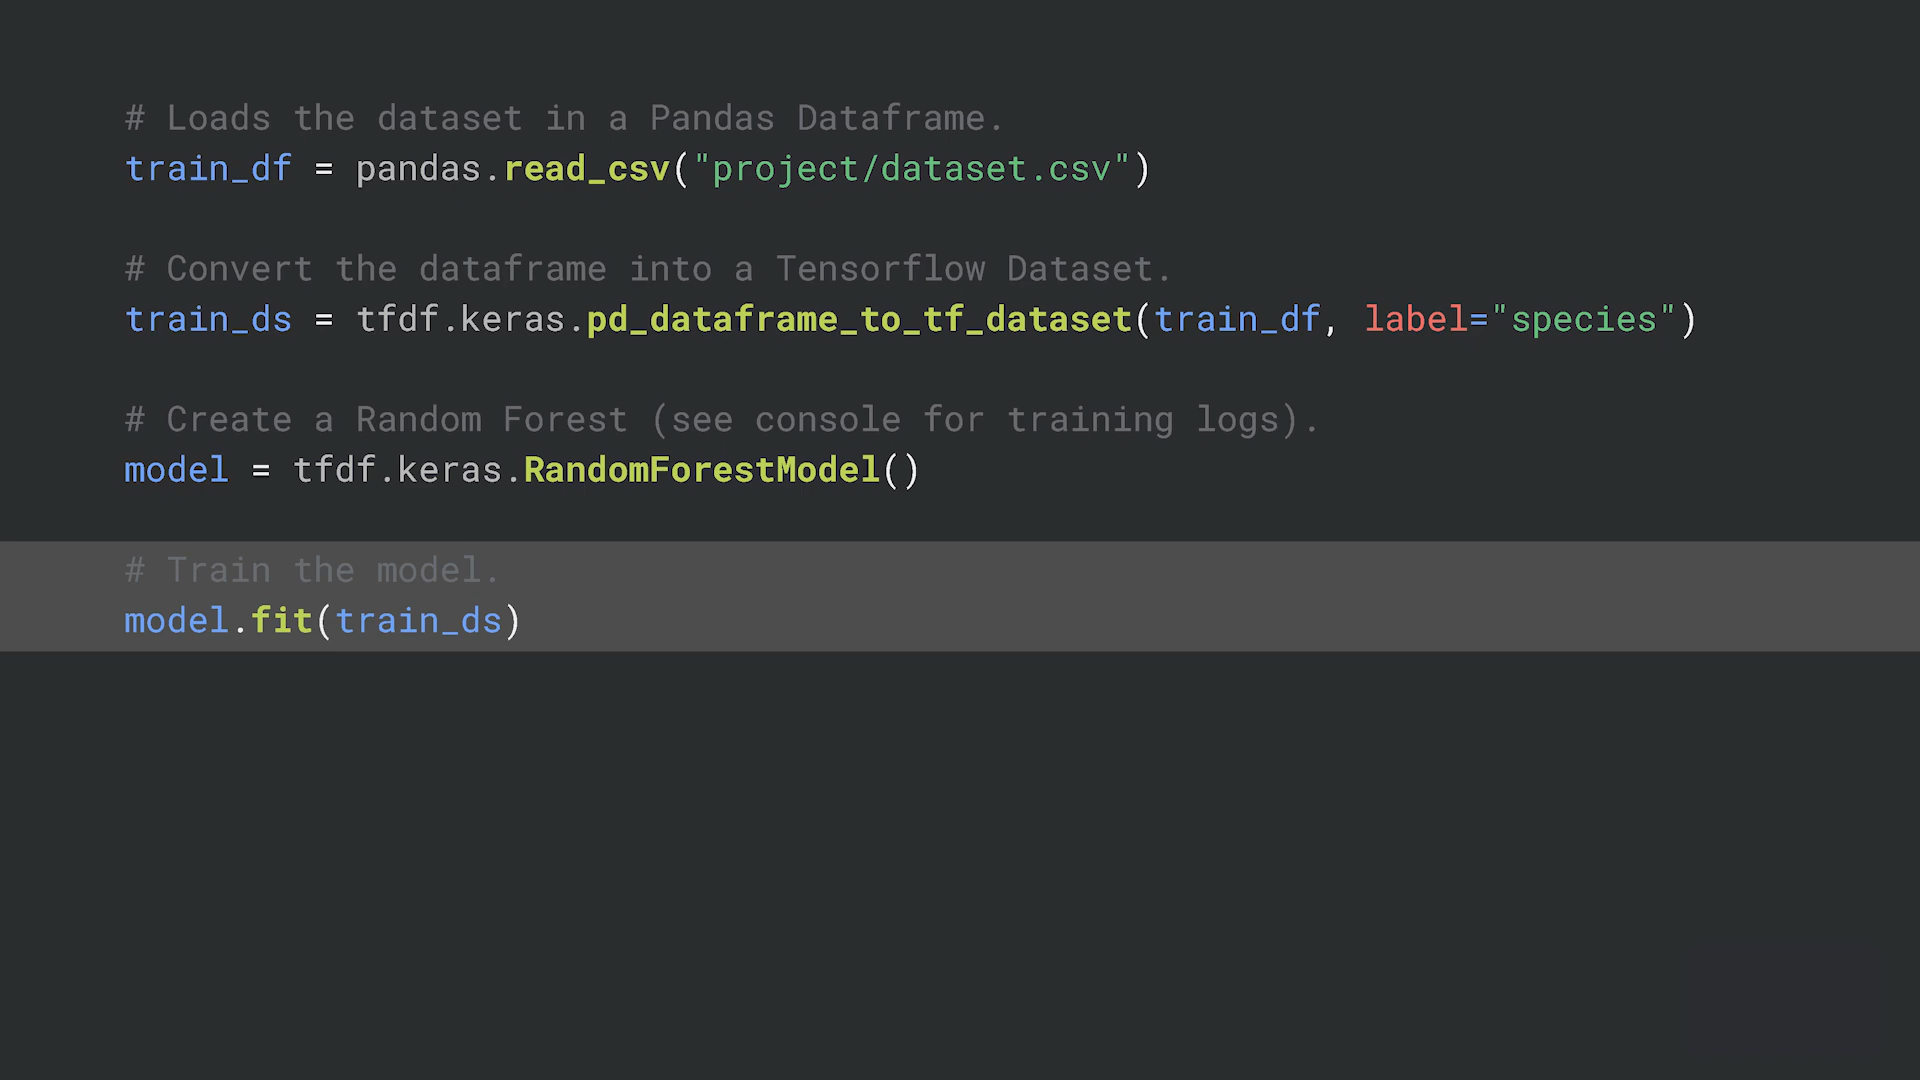 # Loads the dataset in a Pandas Dataframe.
train_df = pandas.read_csv("project/dataset.csv")
# Convert the dataframe into a Tensorflow Dataset.
train_ds = tfdf.keras.pd_dataframe_to_tf_dataset(train_df, label="species")
# Create a Random Forest (see console for training logs).
model = tfdf.keras.RandomForestModel()
# Train the model.
model.fit(train_ds)